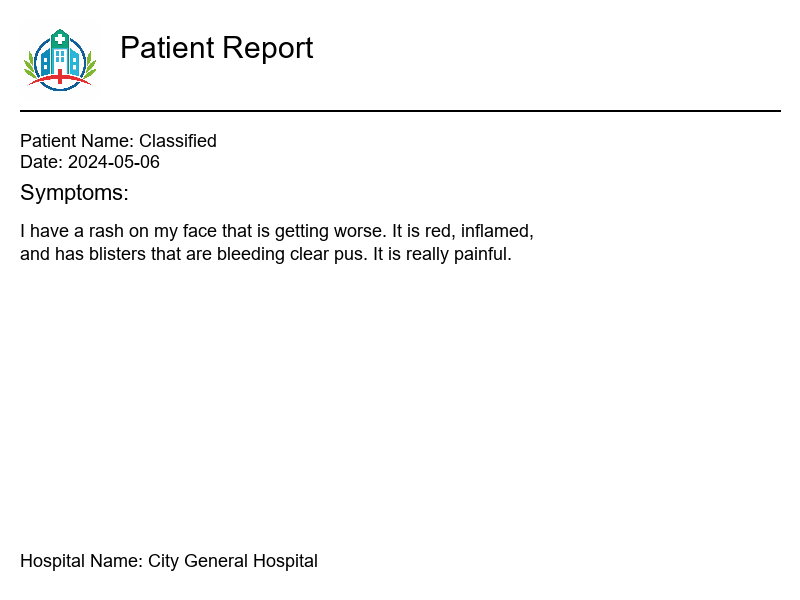 Patient Report
Patient Name: Classified
Date: 2024-05-06
Symptoms:
I have a rash on my face that is getting worse. It is red, inflamed,
and has blisters that are bleeding clear pus. It is really painful.
Hospital Name: City General Hospital